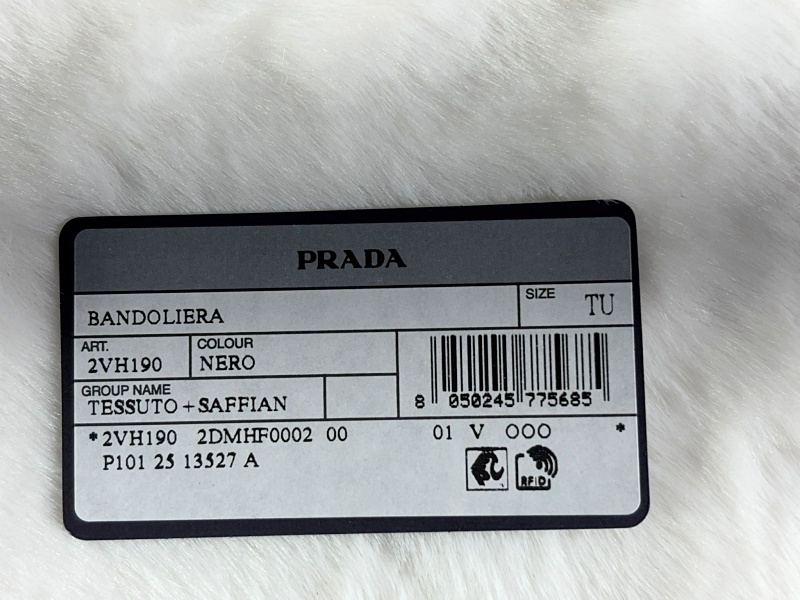 PRADA
SIZE
BANDOLIERA TU
ART. COLOUR
2VH190 NERO
GROUP NAME
TESSUTO+SAFFIAN 8 050245 775685
*2VH190 2DMHF0002 00 01 V OOO *
P101 25 13527 A
RFID